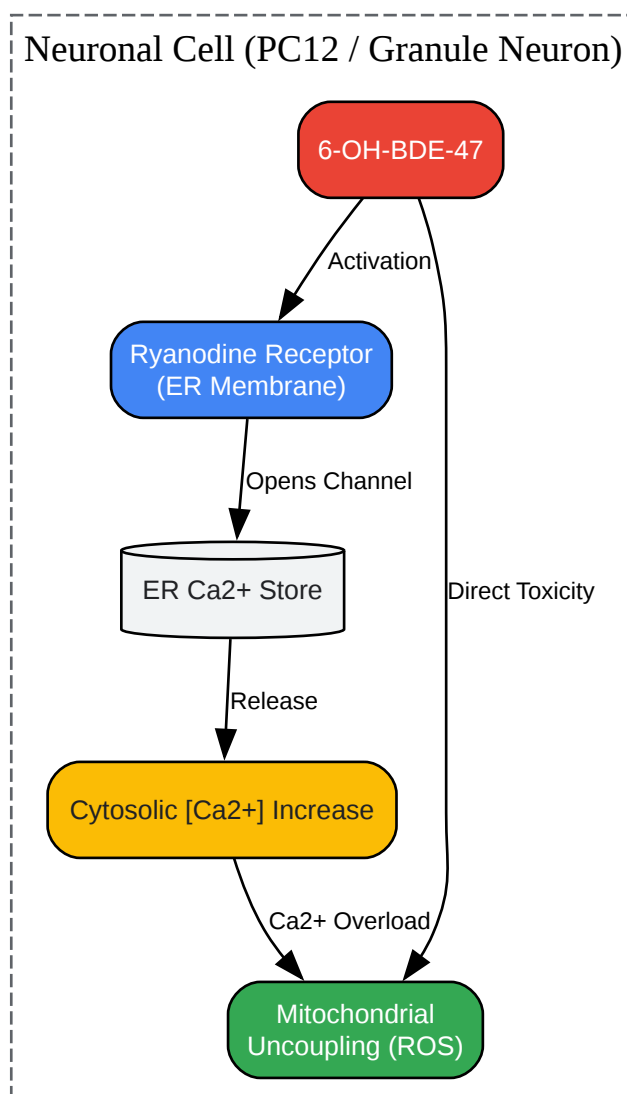 Neuronal Cell (PC12 / Granule Neuron)
6-OH-BDE-47
Activation
Ryanodine Receptor
(ER Membrane)
Opens Channel
ER Ca2+ Store
Direct Toxicity
Release
Cytosolic [Ca2+] Increase
Ca2+ Overload
Mitochondrial
Uncoupling (ROS)